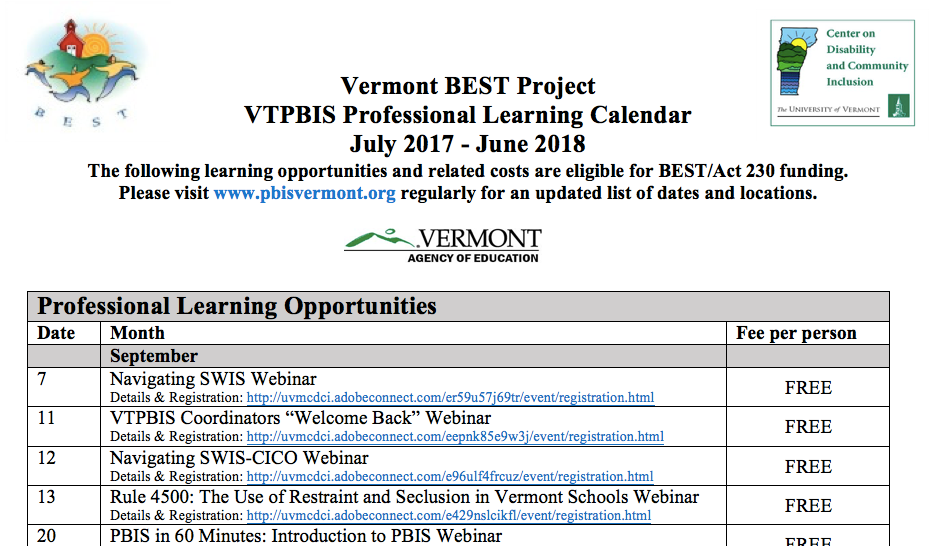 BEST
Center on
Disability
and Community
Inclusion
The UNIVERSITY of VERMONT
Vermont BEST Project
VTPBIS Professional Learning Calendar
July 2017 - June 2018
The following learning opportunities and related costs are eligible for BEST/Act 230 funding.
Please visit www.pbisvermont.org regularly for an updated list of dates and locations.
VERMONT
AGENCY OF EDUCATION
Professional Learning Opportunities
Date Month Fee per person
September
7 Navigating SWIS Webinar FREE
Details & Registration: http://uvmcdci.adobeconnect.com/er59u57j69tr/event/registration.html
11 VTPBIS Coordinators “Welcome Back” Webinar FREE
Details & Registration: http://uvmcdci.adobeconnect.com/eepnk85e9w3j/event/registration.html
12 Navigating SWIS-CICO Webinar FREE
Details & Registration: http://uvmcdci.adobeconnect.com/e96ulf4frcuz/event/registration.html
13 Rule 4500: The Use of Restraint and Seclusion in Vermont Schools Webinar FREE
Details & Registration: http://uvmcdci.adobeconnect.com/e429nslcikfl/event/registration.html
20 PBIS in 60 Minutes: Introduction to PBIS Webinar FREE